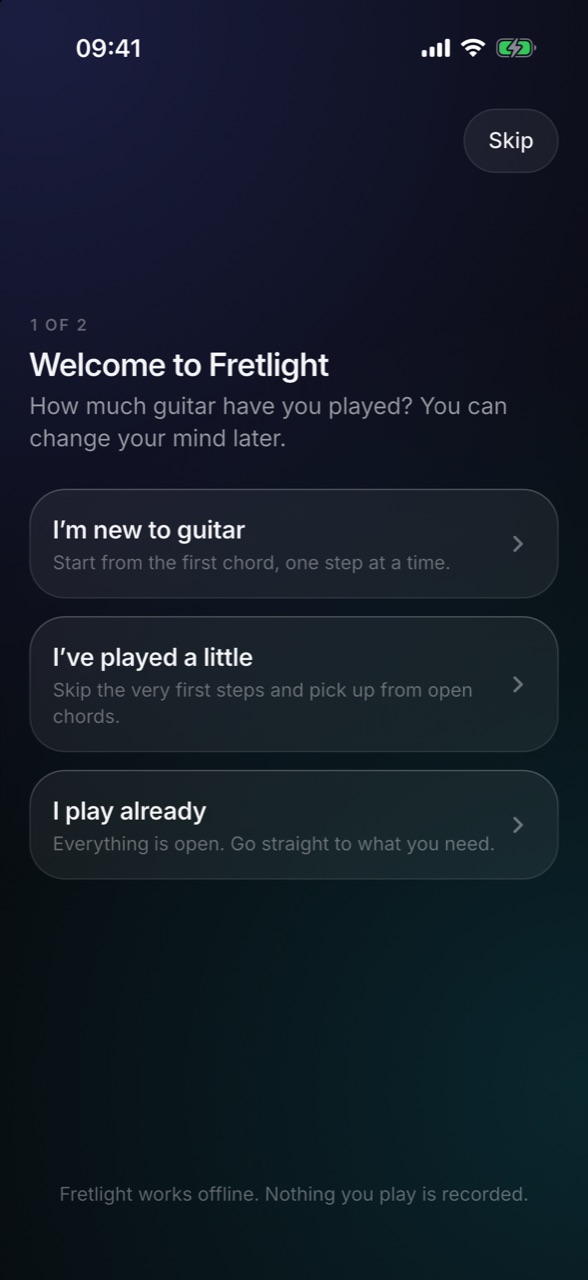 09:41
Skip
1 OF 2
Welcome to Fretlight
How much guitar have you played? You can
change your mind later.
I’m new to guitar
Start from the first chord, one step at a time.
I’ve played a little
Skip the very first steps and pick up from open
chords.
I play already
Everything is open. Go straight to what you need.
Fretlight works offline. Nothing you play is recorded.